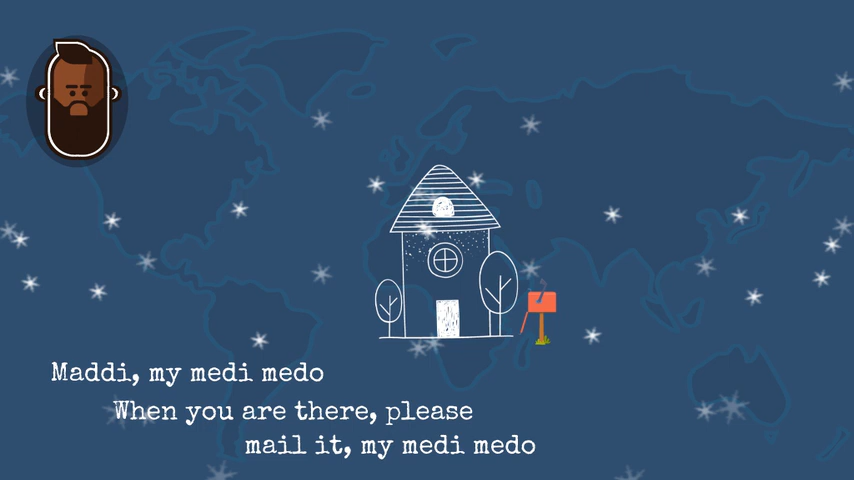 Maddi, my medi medo
When you are there, please
mail it, my medi medo